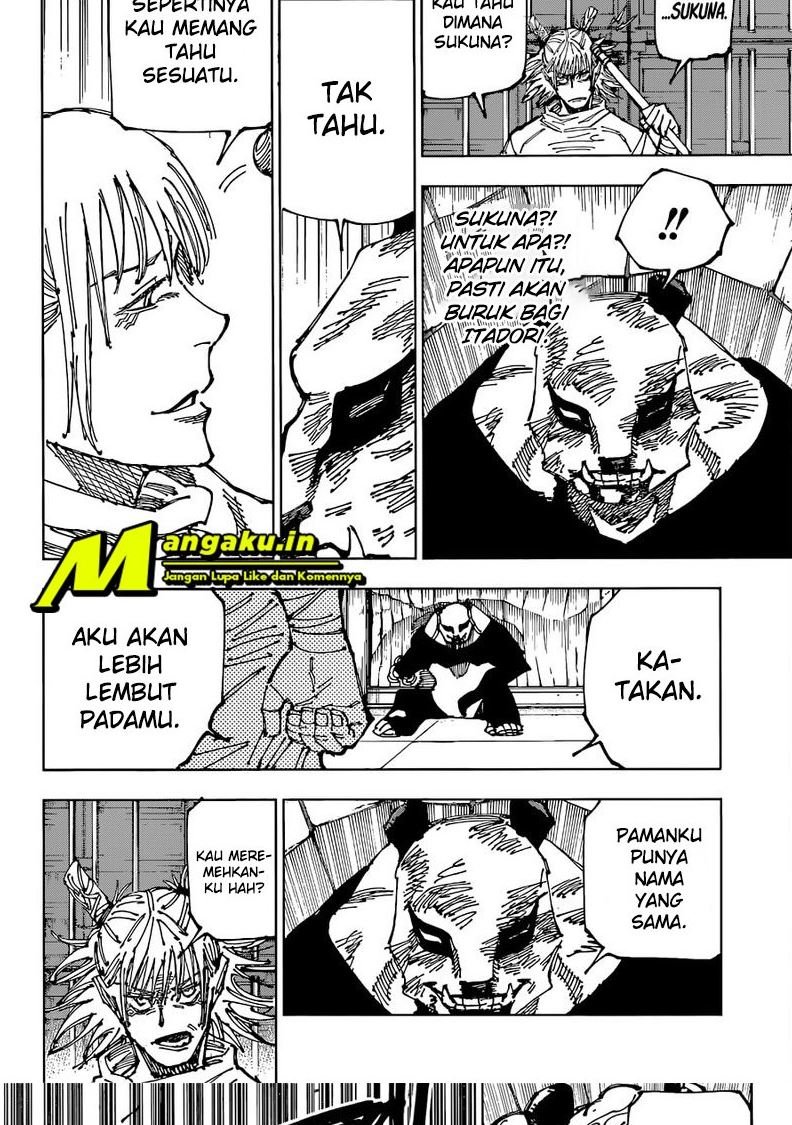 ...SUKUNA.
KAU TAHU
DIMANA
SUKUNA?
!!
SUKUNA?!
UNTUK APA?!
APAPUN ITU,
PASTI AKAN
BURUK BAGI
ITADORI.
TAK
TAHU.
SEPERTINYA
KAU MEMANG
TAHU
SESUATU.
Mangaku.in
Jangan Lupa Like dan Komennya
KA-
TAKAN.
AKU AKAN
LEBIH
LEMBUT
PADAMU.
PAMANKU
PUNYA
NAMA
YANG
SAMA.
KAU MERE-
MEHKAN-
KU HAH?